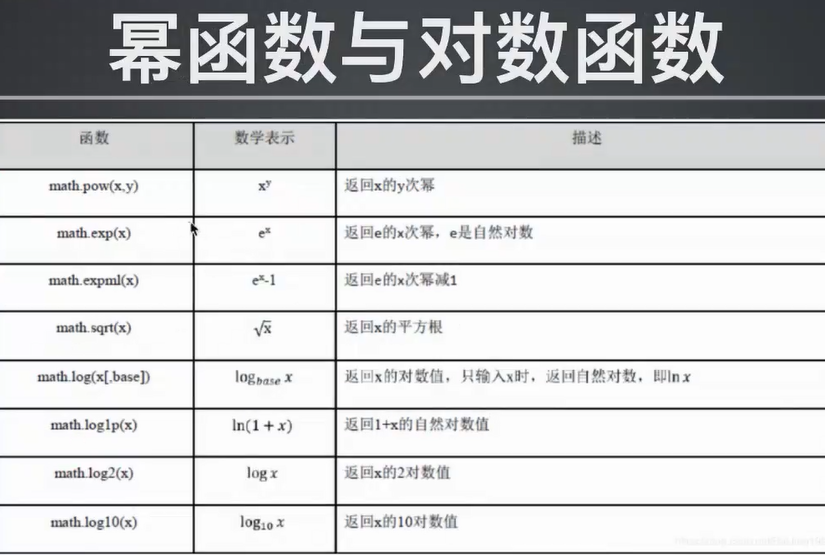 幂函数与对数函数
函数 数学表示 描述
math.pow(x,y) xʸ 返回x的y次幂
math.exp(x) eˣ 返回e的x次幂，e是自然对数
math.expml(x) eˣ-1 返回e的x次幂减1
math.sqrt(x) √x 返回x的平方根
math.log(x[,base]) log_base x 返回x的对数值，只输入x时，返回自然对数，即ln x
math.log1p(x) ln(1 + x) 返回1+x的自然对数值
math.log2(x) log x 返回x的2对数值
math.log10(x) log₁₀ x 返回x的10对数值